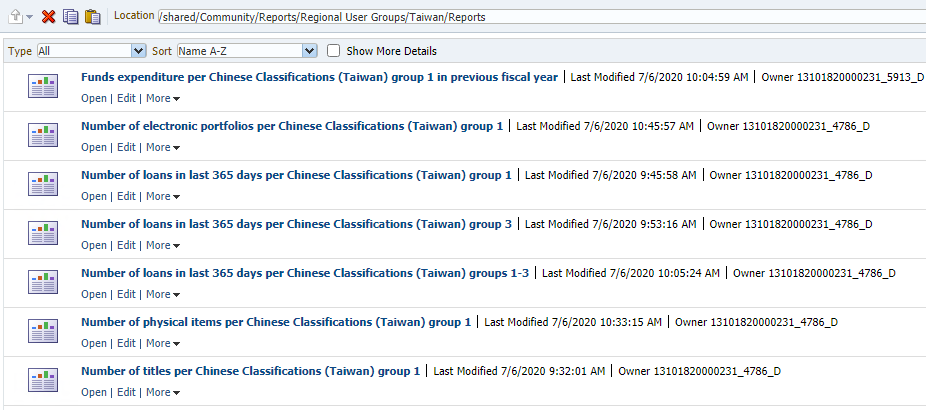 Location /shared/Community/Reports/Regional User Groups/Taiwan/Reports
Type All Sort Name A-Z Show More Details
Funds expenditure per Chinese Classifications (Taiwan) group 1 in previous fiscal year | Last Modified 7/6/2020 10:04:59 AM | Owner 13101820000231_5913_D
Open | Edit | More
Number of electronic portfolios per Chinese Classifications (Taiwan) group 1 | Last Modified 7/6/2020 10:45:57 AM | Owner 13101820000231_4786_D
Open | Edit | More
Number of loans in last 365 days per Chinese Classifications (Taiwan) group 1 | Last Modified 7/6/2020 9:45:58 AM | Owner 13101820000231_4786_D
Open | Edit | More
Number of loans in last 365 days per Chinese Classifications (Taiwan) group 3 | Last Modified 7/6/2020 9:53:16 AM | Owner 13101820000231_4786_D
Open | Edit | More
Number of loans in last 365 days per Chinese Classifications (Taiwan) groups 1-3 | Last Modified 7/6/2020 10:05:24 AM | Owner 13101820000231_4786_D
Open | Edit | More
Number of physical items per Chinese Classifications (Taiwan) group 1 | Last Modified 7/6/2020 10:33:15 AM | Owner 13101820000231_4786_D
Open | Edit | More
Number of titles per Chinese Classifications (Taiwan) group 1 | Last Modified 7/6/2020 9:32:01 AM | Owner 13101820000231_4786_D
Open | Edit | More